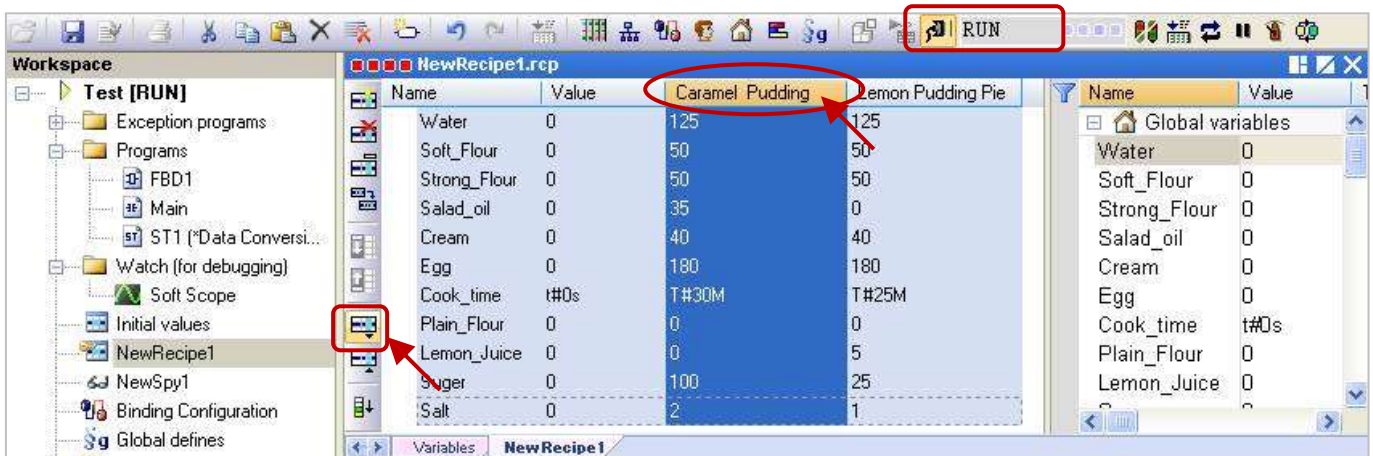 RUN
Workspace
NewRecipe1.rcp
Test [RUN]
Exception programs
Programs
FBD1
Main
ST1 (*Data Conversi...
Watch (for debugging)
Soft Scope
Initial values
NewRecipe1
NewSpy1
Binding Configuration
Global defines
Name Value Caramel Pudding Lemon Pudding Pie
Water 0 125 125
Soft_Flour 0 50 50
Strong_Flour 0 50 50
Salad_oil 0 35 0
Cream 0 40 40
Egg 0 180 180
Cook_time t#0s T#30M T#25M
Plain_Flour 0 0 0
Lemon_Juice 0 0 5
Suger 0 100 25
Salt 0 2 1
Variables NewRecipe1
Name Value
Global variables
Water 0
Soft_Flour 0
Strong_Flour 0
Salad_oil 0
Cream 0
Egg 0
Cook_time t#0s
Plain_Flour 0
Lemon_Juice 0